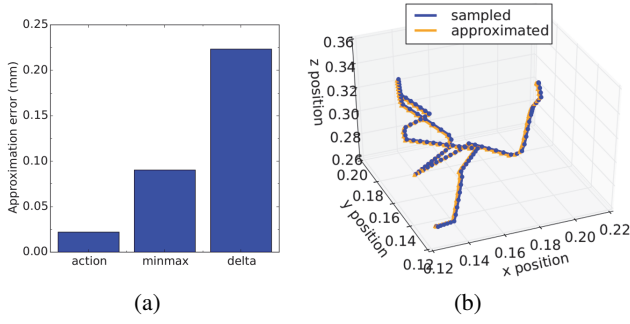 Approximation error (mm)
0.25
0.20
0.15
0.10
0.05
0.00
action minmax delta
(a)
sampled
approximated
z position
0.36
0.34
0.32
0.30
0.28
0.26
y position
0.20
0.18
0.16
0.14
0.12
x position
0.12 0.14 0.16 0.18 0.20 0.22
(b)